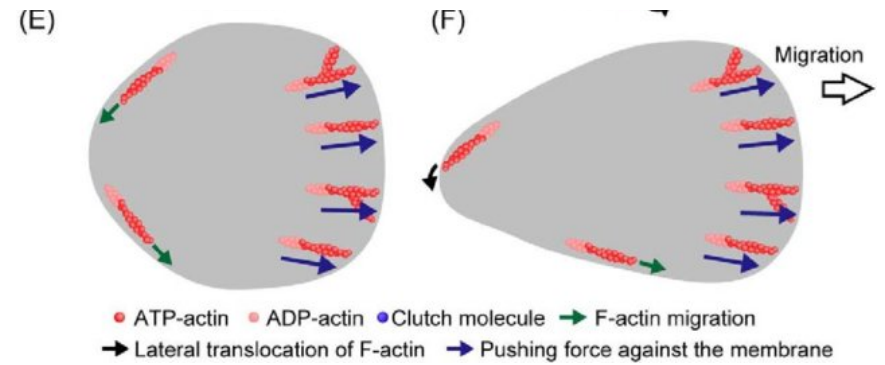 (E)
(F)
Migration
ATP-actin ADP-actin Clutch molecule F-actin migration
Lateral translocation of F-actin Pushing force against the membrane